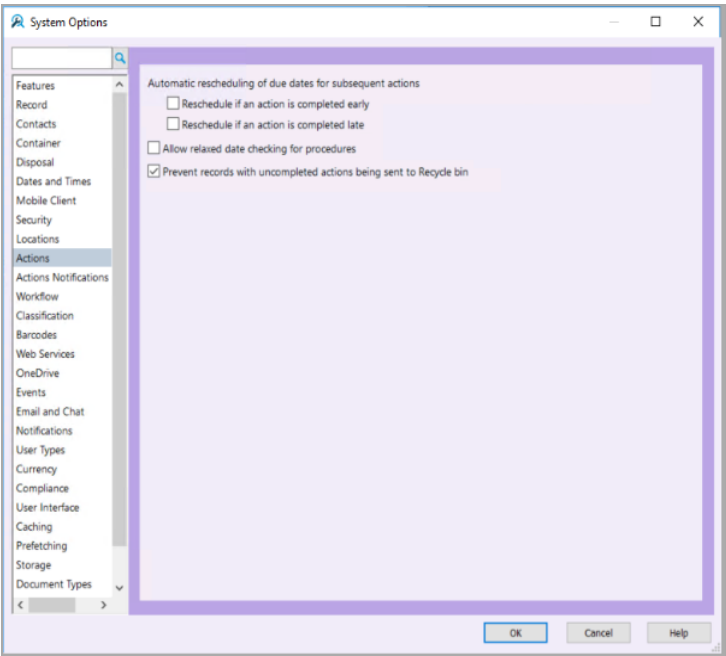 System Options
Features
Record
Contacts
Container
Disposal
Dates and Times
Mobile Client
Security
Locations
Actions
Actions Notifications
Workflow
Classification
Barcodes
Web Services
OneDrive
Events
Email and Chat
Notifications
User Types
Currency
Compliance
User Interface
Caching
Prefetching
Storage
Document Types
Automatic rescheduling of due dates for subsequent actions
Reschedule if an action is completed early
Reschedule if an action is completed late
Allow relaxed date checking for procedures
Prevent records with uncompleted actions being sent to Recycle bin
OK
Cancel
Help